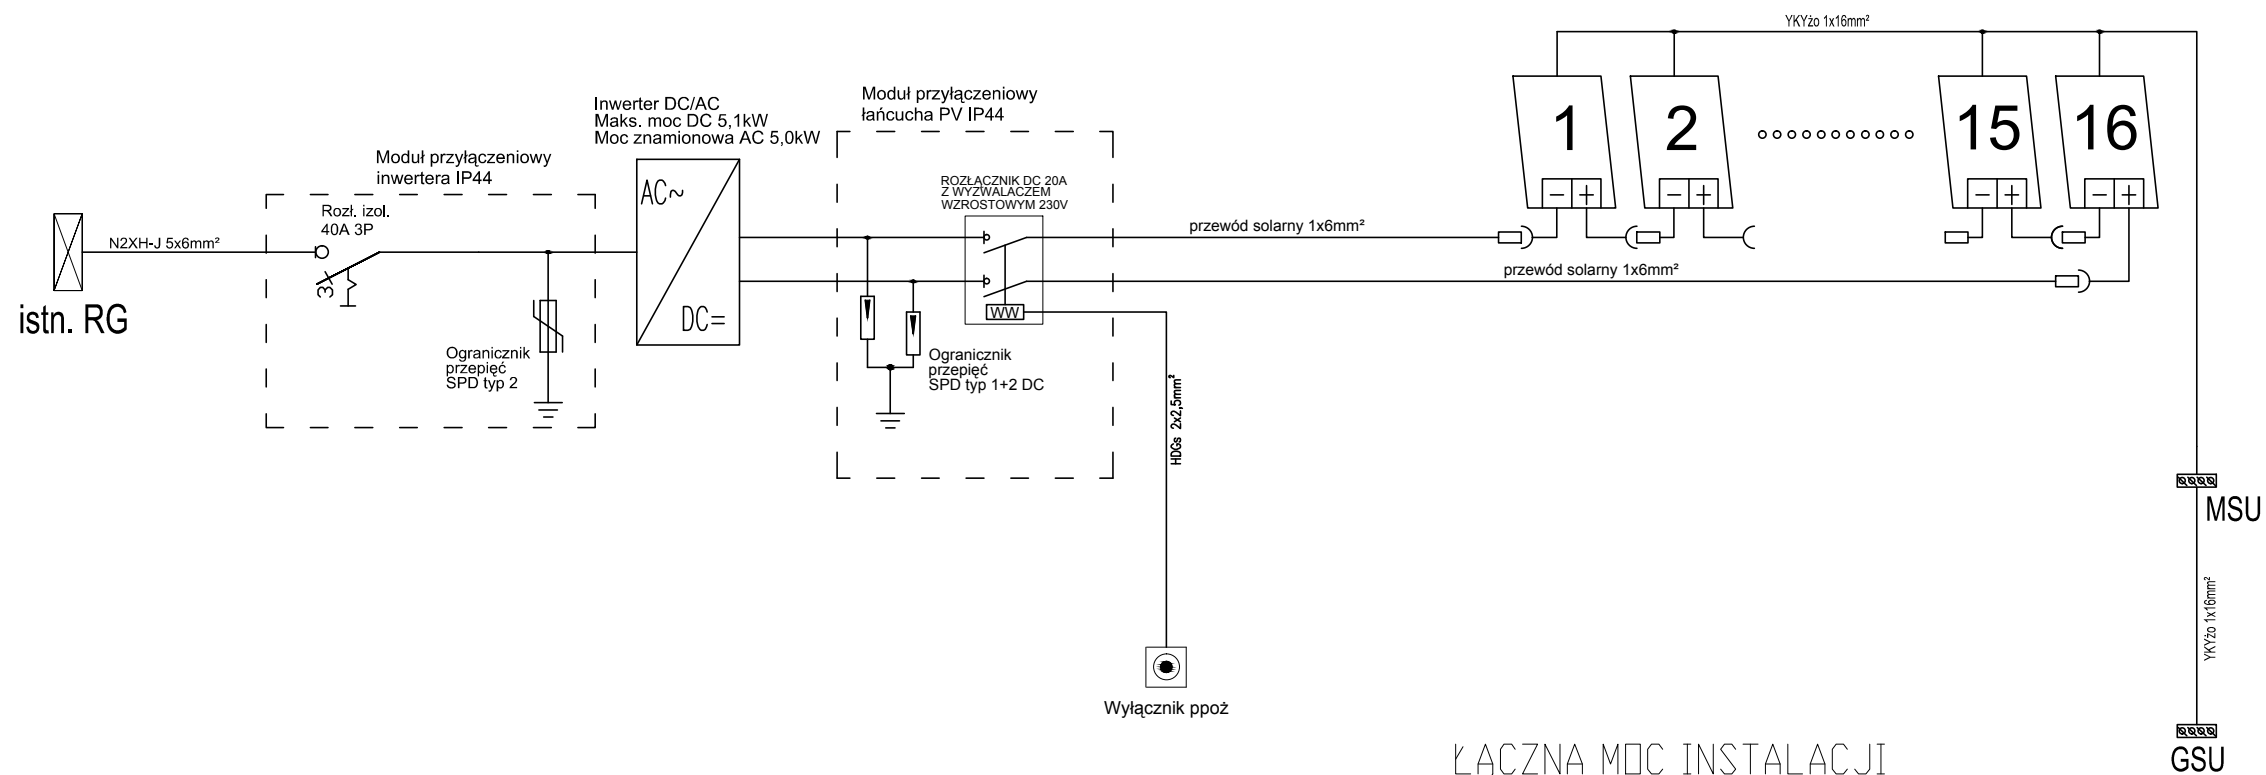 YKYżo 1x16mm²
Moduł przyłączeniowy
łańcucha PV IP44
Inwerter DC/AC
Maks. moc DC 5,1kW
Moc znamionowa AC 5,0kW
Moduł przyłączeniowy
inwertera IP44
1
2
15
16
- +
- +
- +
- +
ROZŁĄCZNIK DC 20A
Z WYZWALACZEM
WZROSTOWYM 230V
AC~
DC=
Rozł. izol.
40A 3P
3
N2XH-J 5x6mm²
istn. RG
przewód solarny 1x6mm²
przewód solarny 1x6mm²
WW
Ogranicznik
przepięć
SPD typ 2
Ogranicznik
przepięć
SPD typ 1+2 DC
HDGs 2x2,5mm²
MSU
YKYżo 1x16mm²
Wyłącznik ppoż
ŁĄCZNA MOC INSTALACJI
GSU